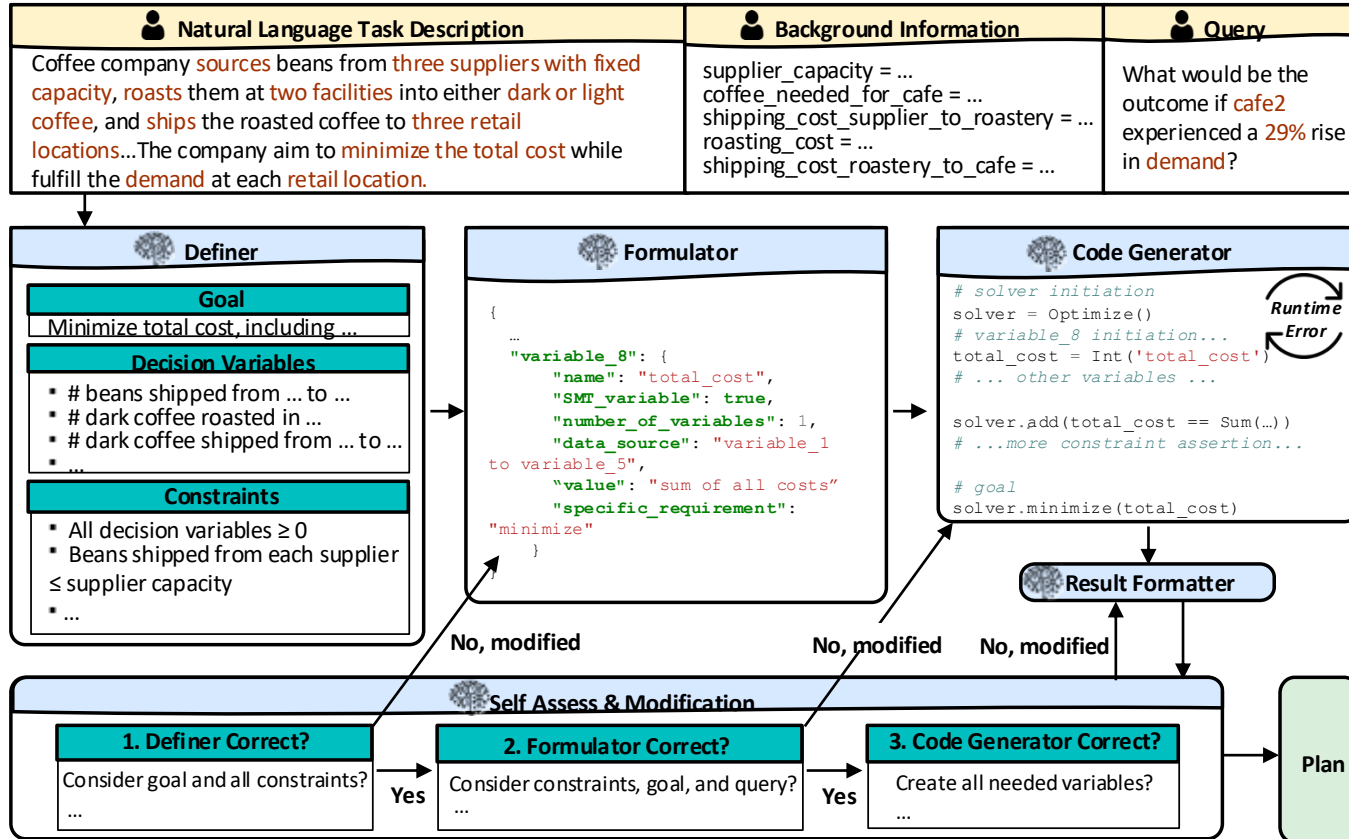 Natural Language Task Description
Coffee company sources beans from three suppliers with fixed
capacity, roasts them at two facilities into either dark or light
coffee, and ships the roasted coffee to three retail
locations...The company aim to minimize the total cost while
fulfill the demand at each retail location.
Background Information
supplier_capacity = ...
coffee_needed_for_cafe = ...
shipping_cost_supplier_to_roastery = ...
roasting_cost = ...
shipping_cost_roastery_to_cafe = ...
Query
What would be the
outcome if cafe2
experienced a 29% rise
in demand?
Definer
Goal
Minimize total cost, including ...
Decision Variables
▪ # beans shipped from ... to ...
▪ # dark coffee roasted in ...
▪ # dark coffee shipped from ... to ...
▪ ...
Constraints
▪ All decision variables ≥ 0
▪ Beans shipped from each supplier
≤ supplier capacity
▪ ...
Formulator
{
...
"variable_8": {
"name": "total_cost",
"SMT_variable": true,
"number_of_variables": 1,
"data_source": "variable_1
to variable_5",
"value": "sum of all costs”
"specific_requirement":
"minimize"
}
}
Code Generator
# solver initiation
solver = Optimize()
# variable_8 initiation...
total_cost = Int('total_cost')
# ... other variables ...
solver.add(total_cost == Sum(…))
# ...more constraint assertion...
# goal
solver.minimize(total_cost)
Runtime
Error
Result Formatter
No, modified
No, modified
No, modified
Self Assess & Modification
1. Definer Correct?
Consider goal and all constraints?
...
Yes
2. Formulator Correct?
Consider constraints, goal, and query?
...
Yes
3. Code Generator Correct?
Create all needed variables?
...
Plan